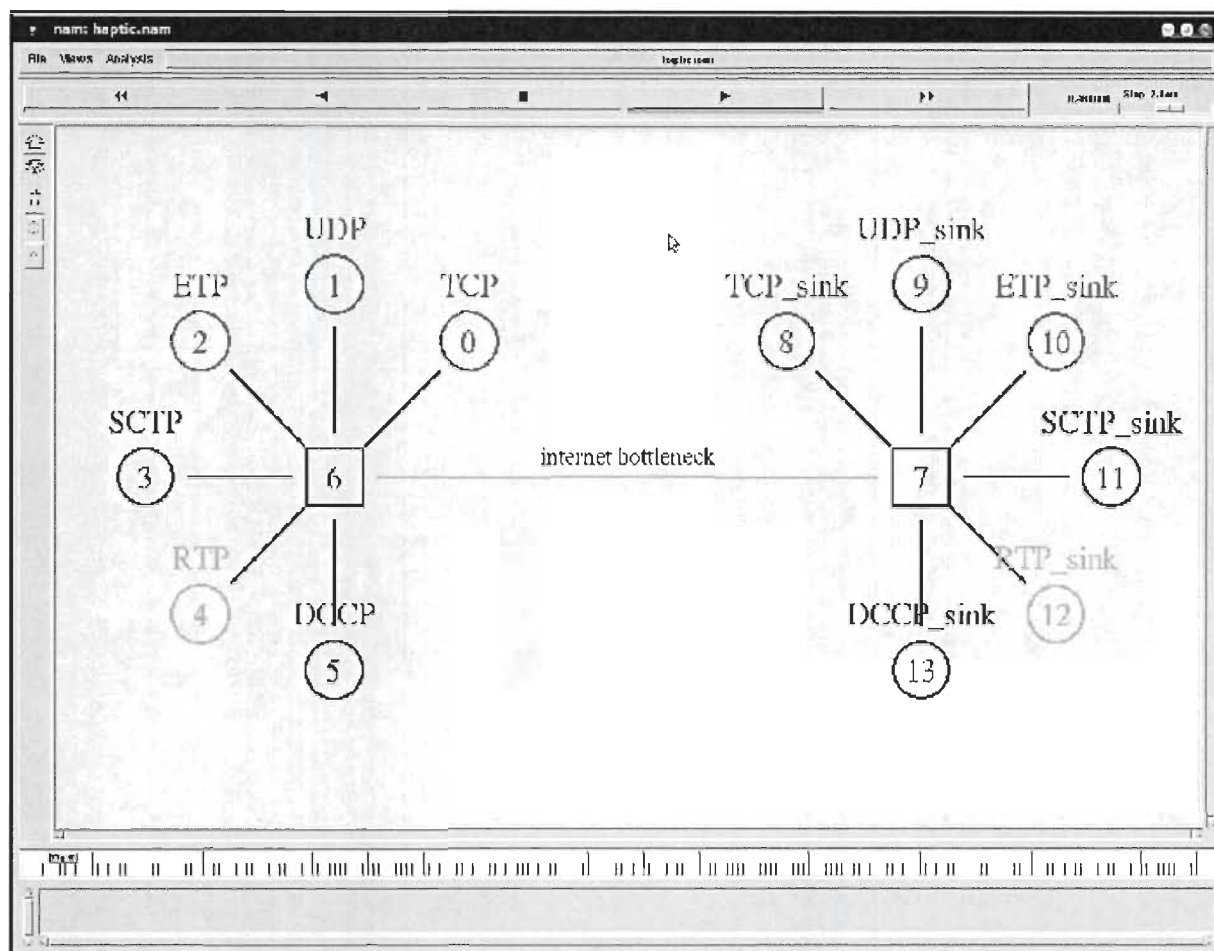 nam: haptic.nam
File Views Analysis
UDP
UDP_sink
ETP
TCP
TCP_sink
ETP_sink
1
9
2
0
8
10
SCTP
SCTP_sink
internet bottleneck
3
6
7
11
RTP
RTP_sink
4
12
DCCP
DCCP_sink
5
13